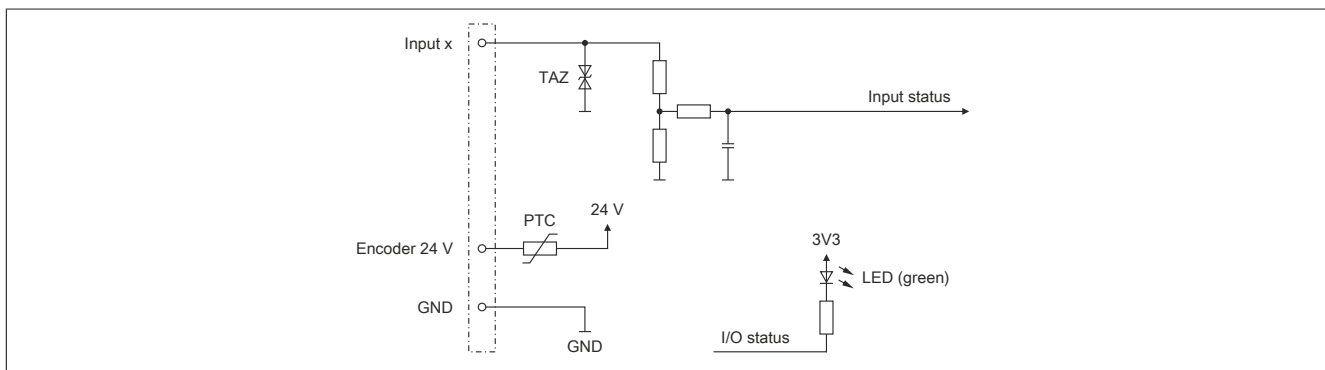 Input x
TAZ
Input status
PTC
24 V
Encoder 24 V
3V3
LED (green)
GND
GND
I/O status